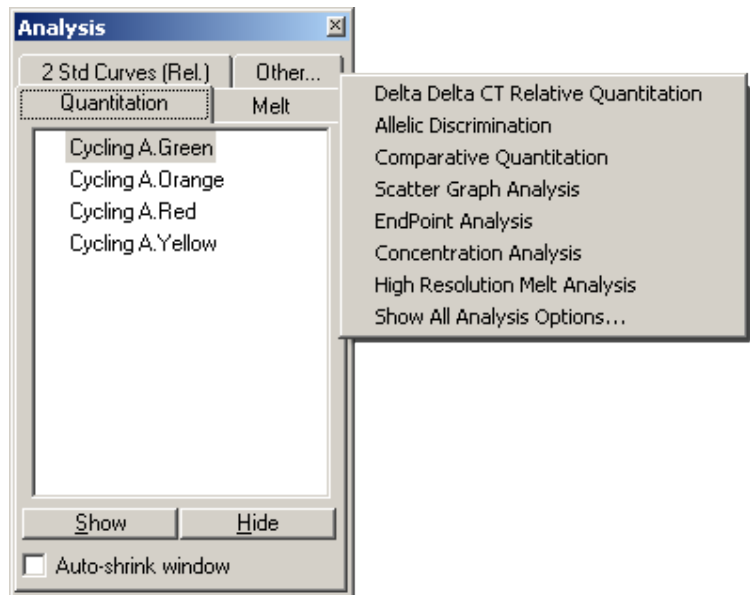 Analysis
2 Std Curves (Rel.) Other...
Quantitation Melt
Cycling A.Green
Cycling A.Orange
Cycling A.Red
Cycling A.Yellow
Show Hide
Auto-shrink window
Delta Delta CT Relative Quantitation
Allelic Discrimination
Comparative Quantitation
Scatter Graph Analysis
EndPoint Analysis
Concentration Analysis
High Resolution Melt Analysis
Show All Analysis Options...